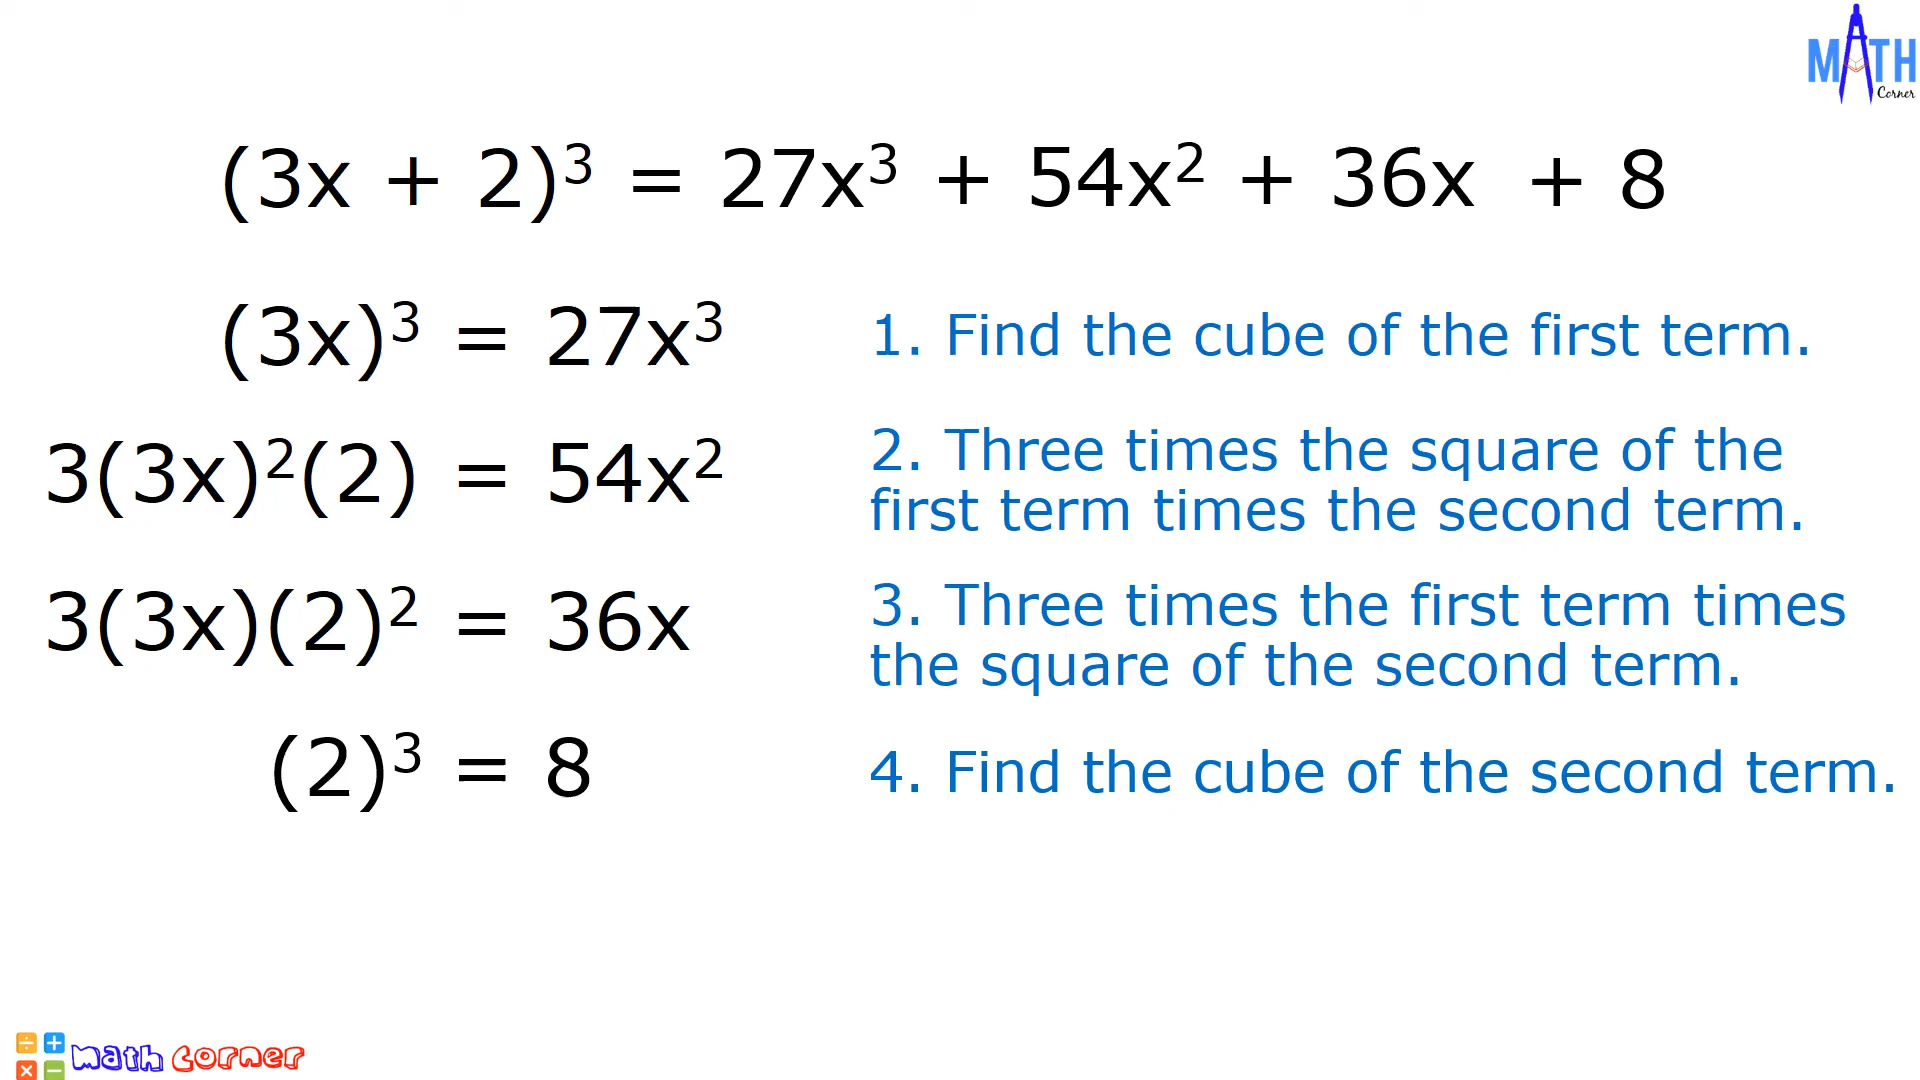 MATH
Corner
(3x + 2)³ = 27x³ + 54x² + 36x + 8
(3x)³ = 27x³
1. Find the cube of the first term.
3(3x)²(2) = 54x²
2. Three times the square of the
first term times the second term.
3(3x)(2)² = 36x
3. Three times the first term times
the square of the second term.
(2)³ = 8
4. Find the cube of the second term.
÷ +
× −
math corner